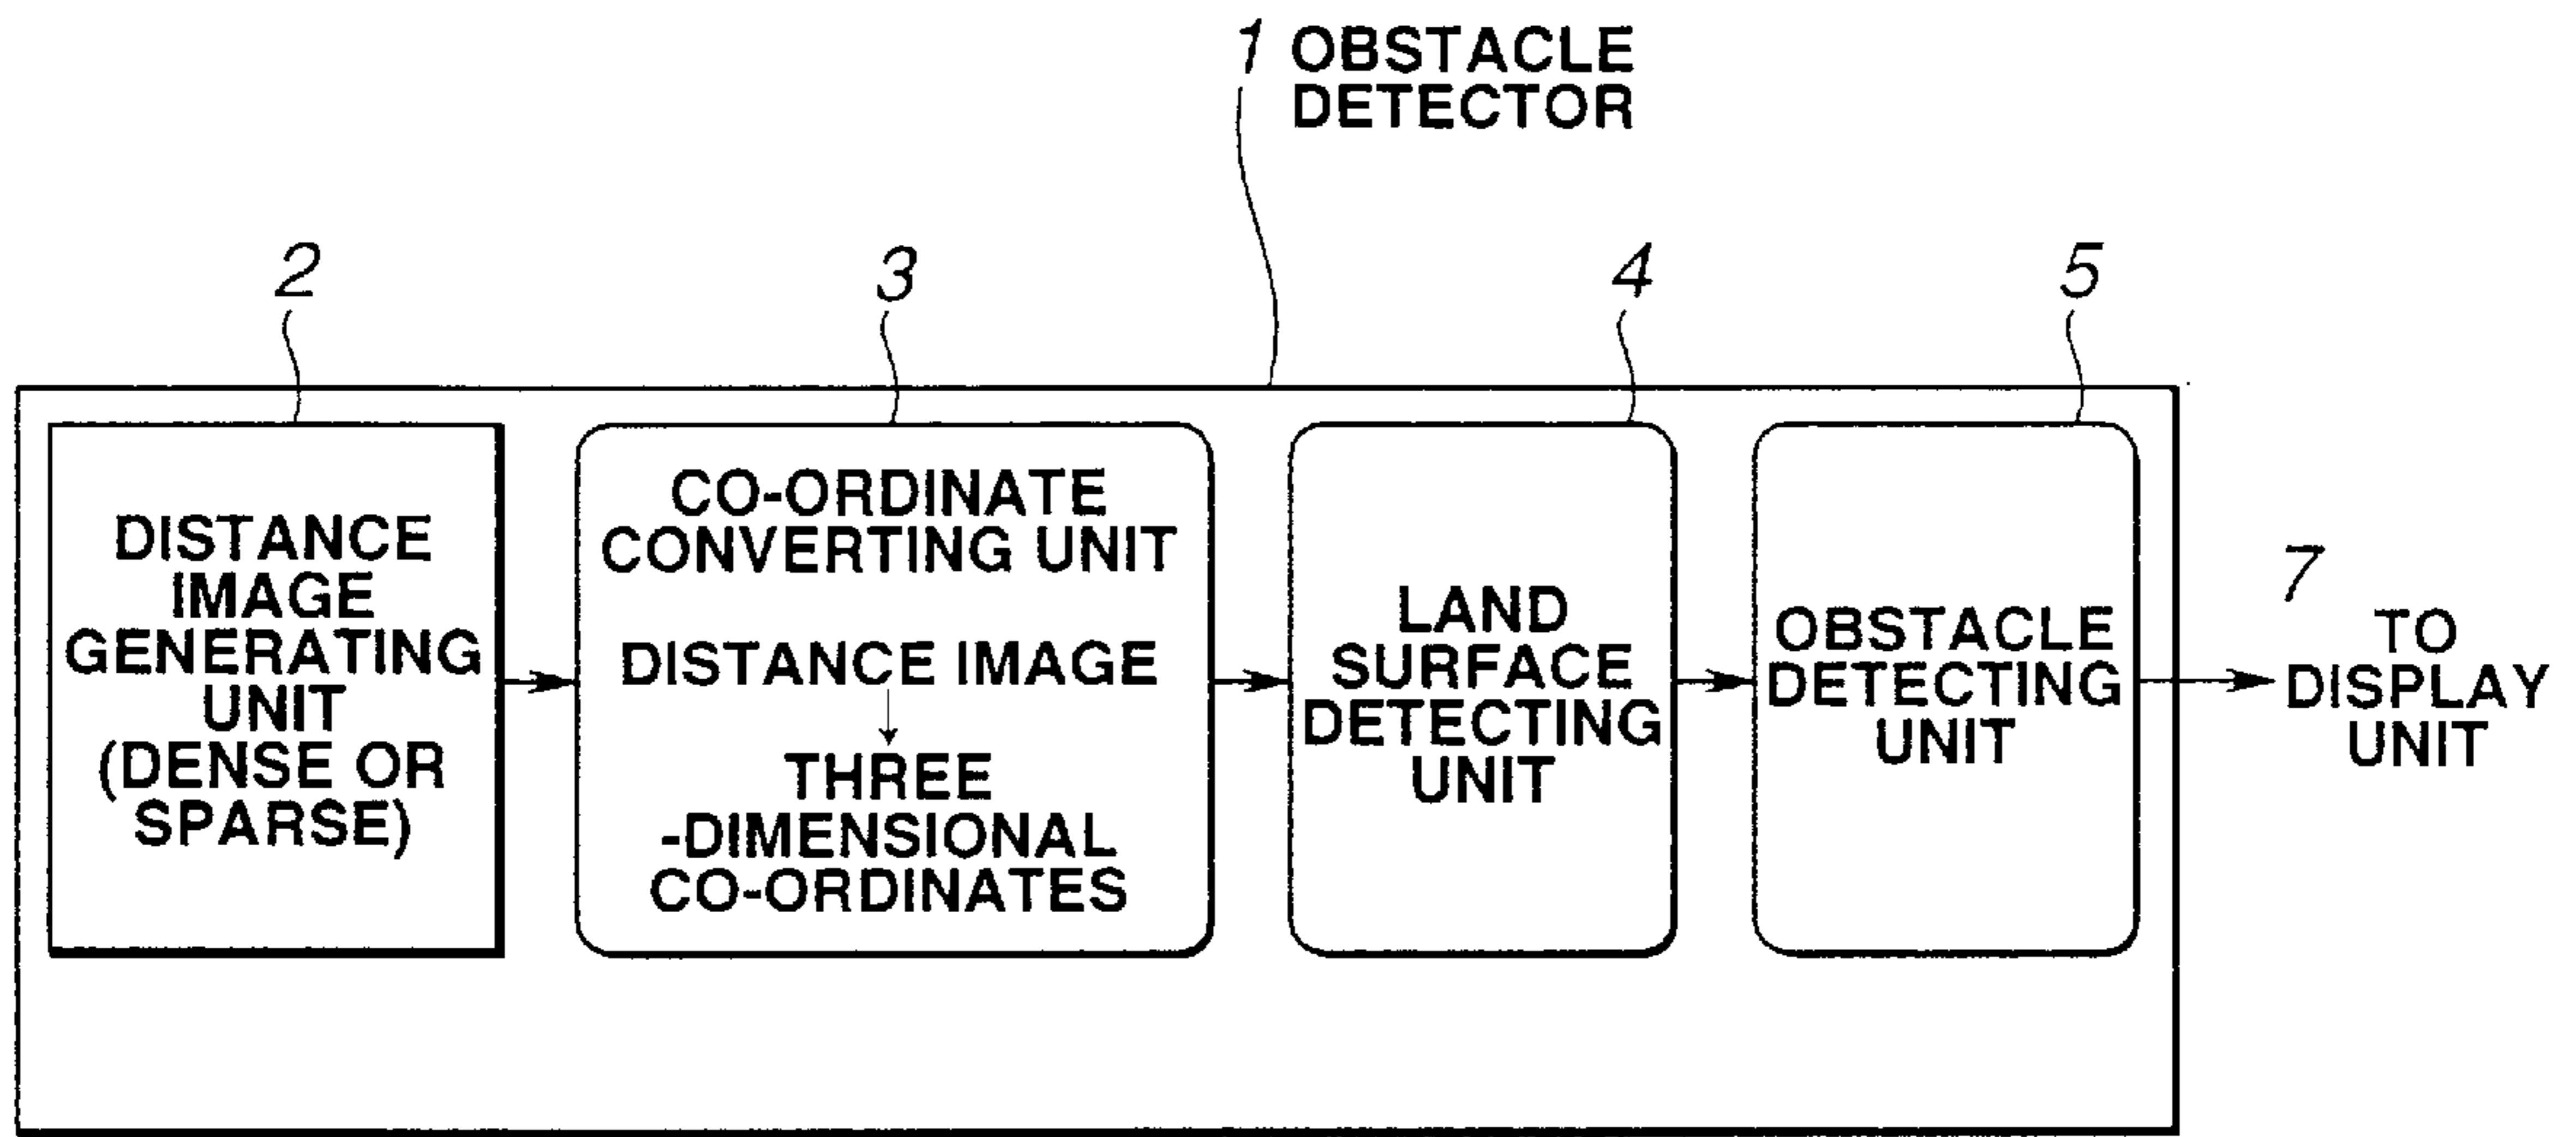 1 OBSTACLE
DETECTOR
2
3
4
5
DISTANCE
IMAGE
GENERATING
UNIT
(DENSE OR
SPARSE)
CO-ORDINATE
CONVERTING UNIT
DISTANCE IMAGE
THREE
-DIMENSIONAL
CO-ORDINATES
LAND
SURFACE
DETECTING
UNIT
OBSTACLE
DETECTING
UNIT
7
TO
DISPLAY
UNIT